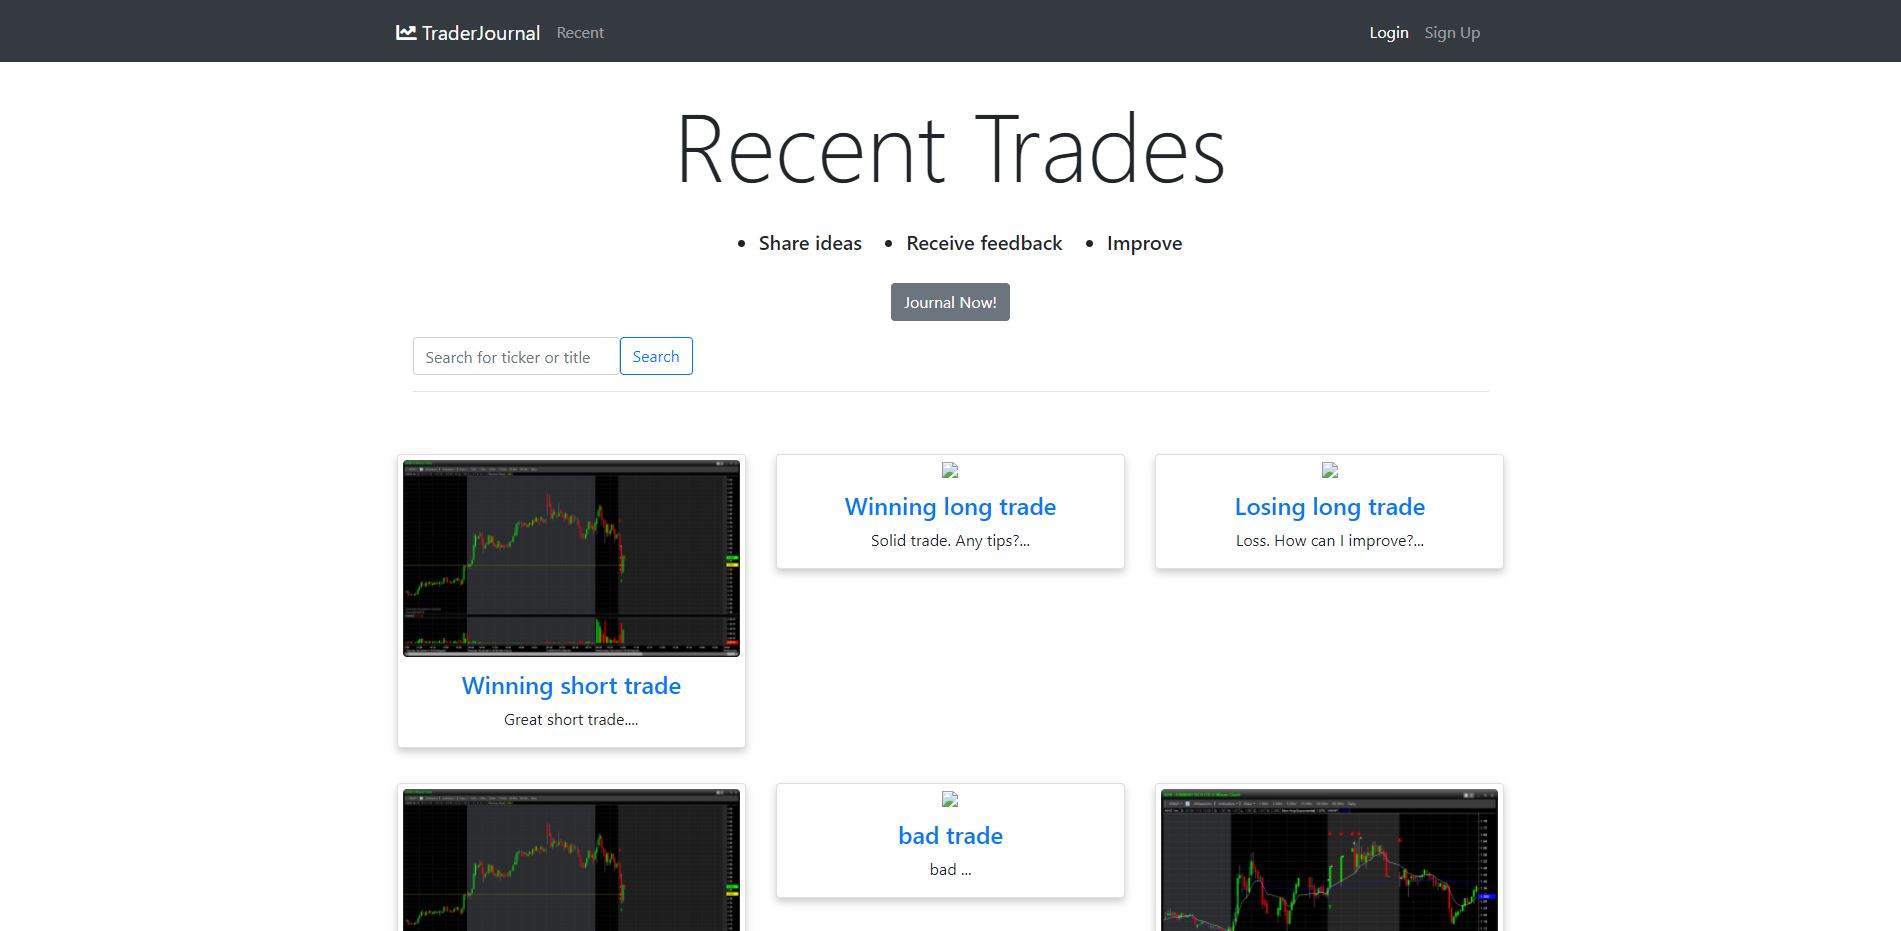 TraderJournal Recent Login Sign Up
Recent Trades
Share ideas Receive feedback Improve
Journal Now!
Search for ticker or title Search
Winning long trade Losing long trade
Solid trade. Any tips?... Loss. How can I improve?...
Winning short trade
Great short trade....
bad trade
bad ...